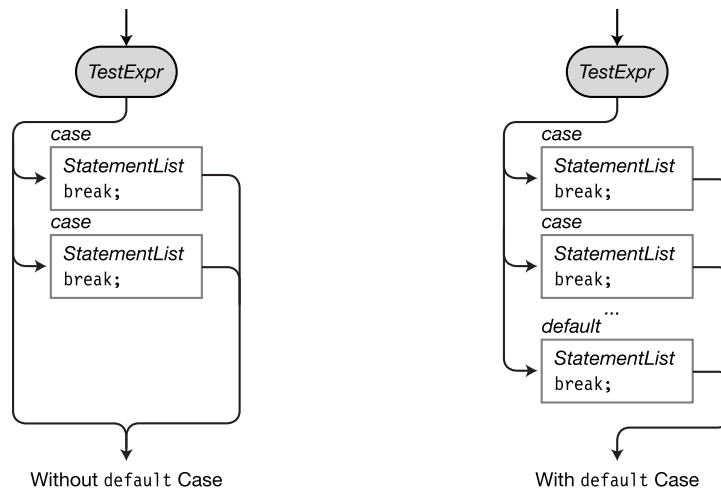 TestExpr
case
StatementList
break;
case
StatementList
break;
Without default Case
TestExpr
case
StatementList
break;
case
StatementList
break;
...
default
StatementList
break;
With default Case